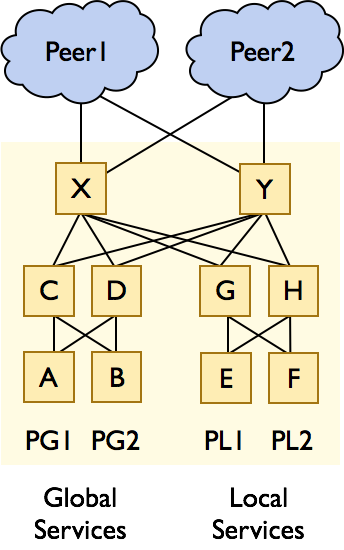 Peer1 Peer2
X Y
C D G H
A B E F
PG1 PG2 PL1 PL2
Global Local
Services Services